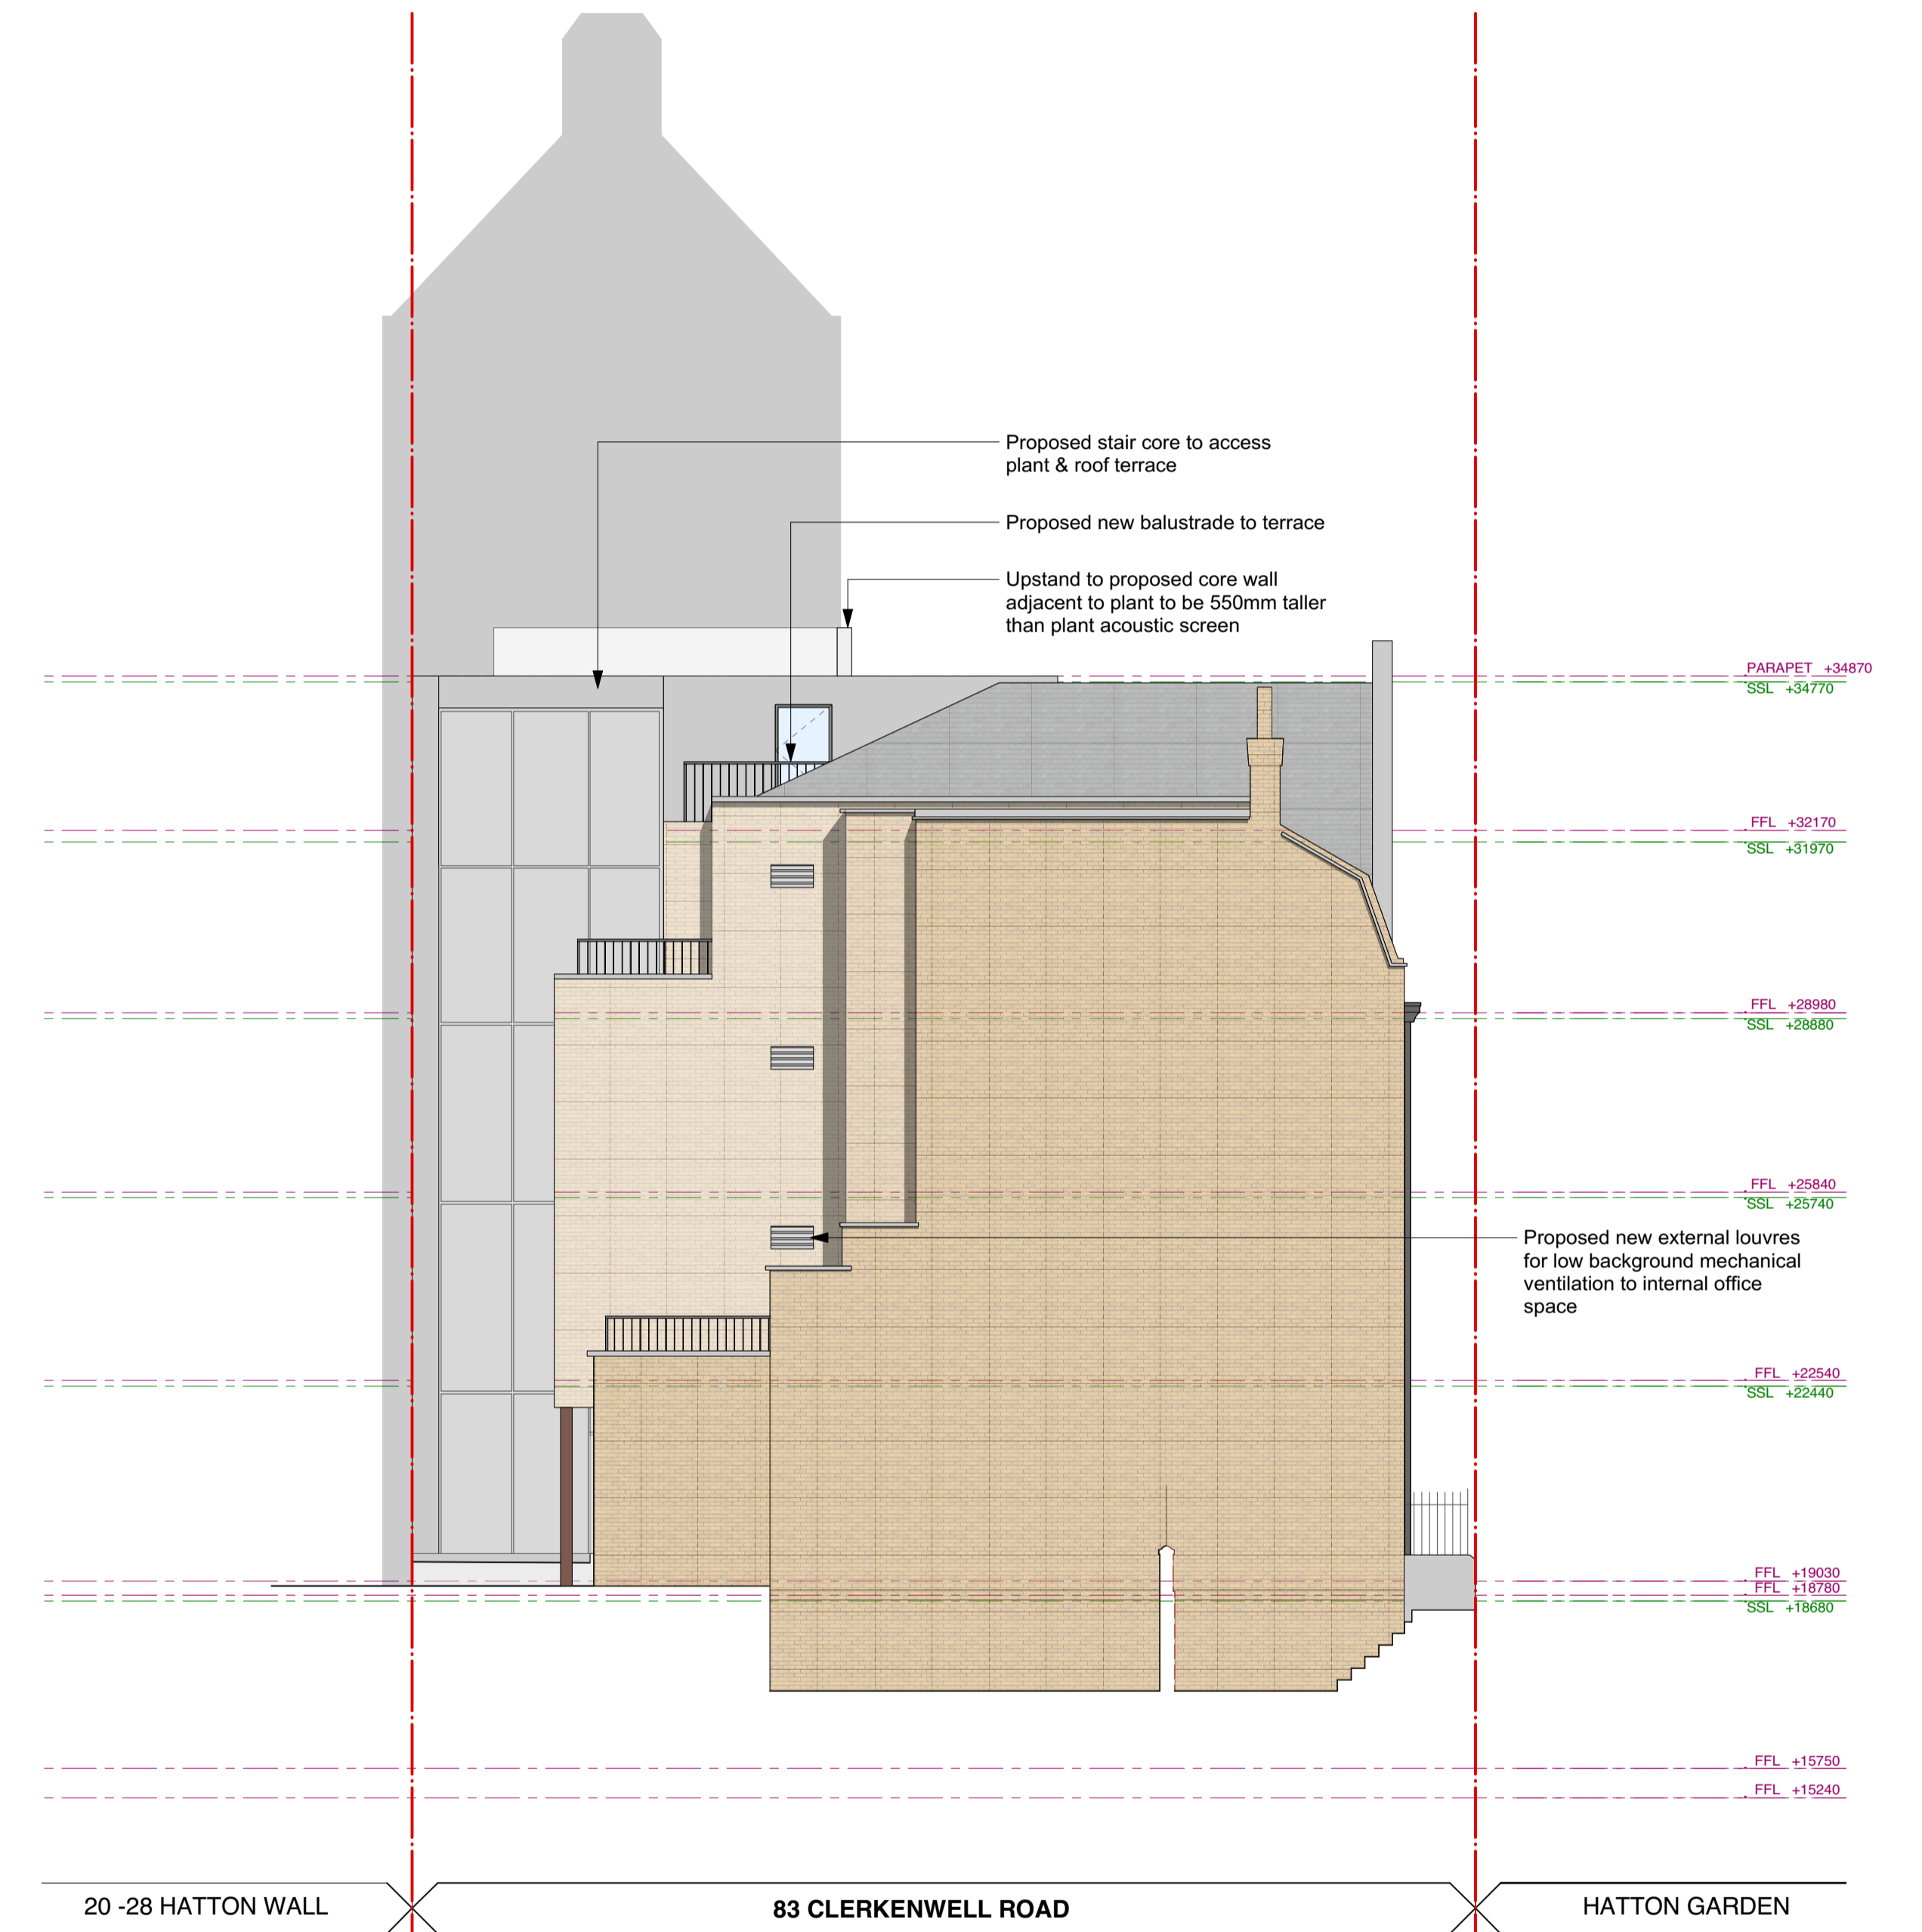 Proposed stair core to access
plant & roof terrace
Proposed new balustrade to terrace
Upstand to proposed core wall
adjacent to plant to be 550mm taller
than plant acoustic screen
PARAPET +34870
SSL +34770
FFL +32170
SSL +31970
FFL +28980
SSL +28880
FFL +25840
SSL +25740
Proposed new external louvres
for low background mechanical
ventilation to internal office
space
FFL +22540
SSL +22440
FFL +19030
FFL +18780
SSL +18680
FFL +15750
FFL +15240
20 -28 HATTON WALL
83 CLERKENWELL ROAD
HATTON GARDEN